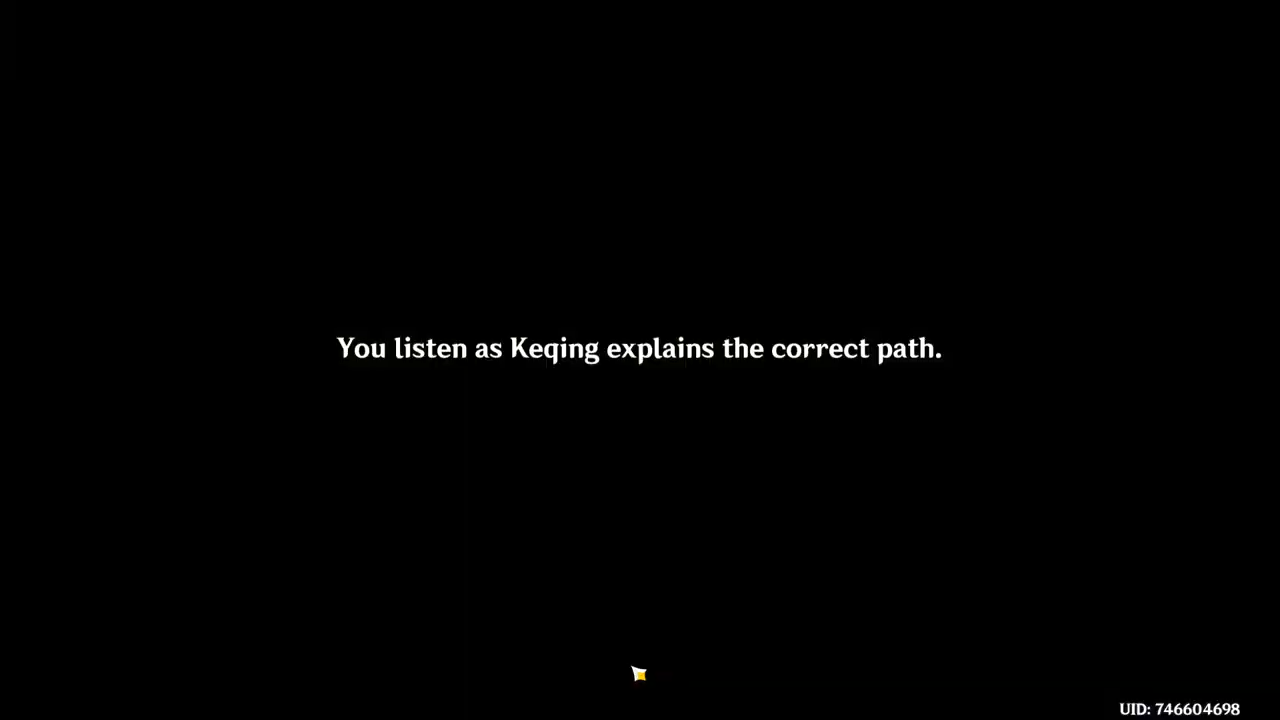 You listen as Keqing explains the correct path.
UID: 746604698